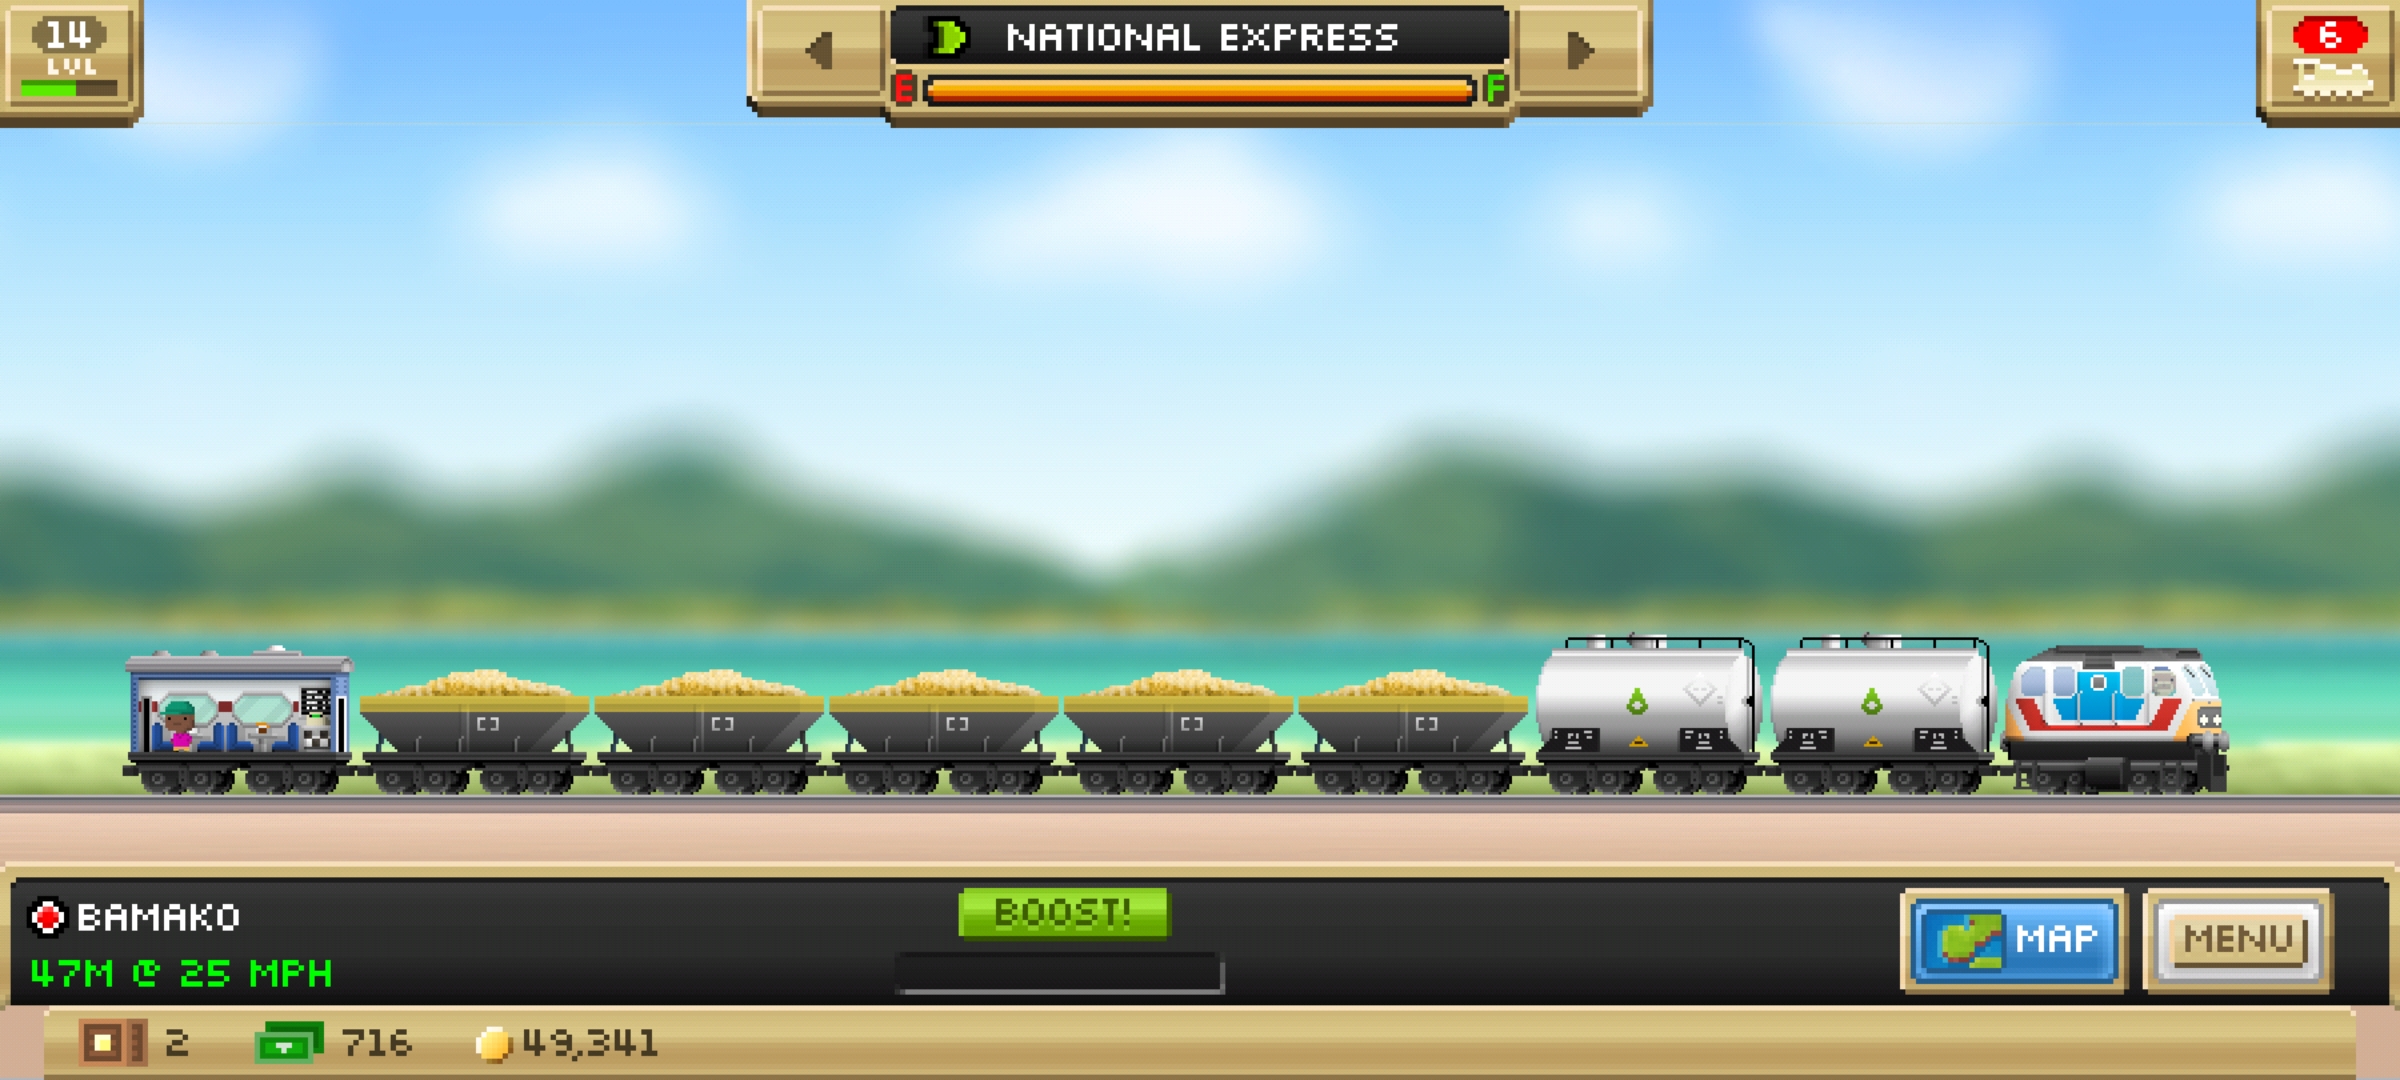 14
LVL
NATIONAL EXPRESS
E
F
6
BAMAKO
47M @ 25 MPH
BOOST!
MAP
MENU
2
716
49,341